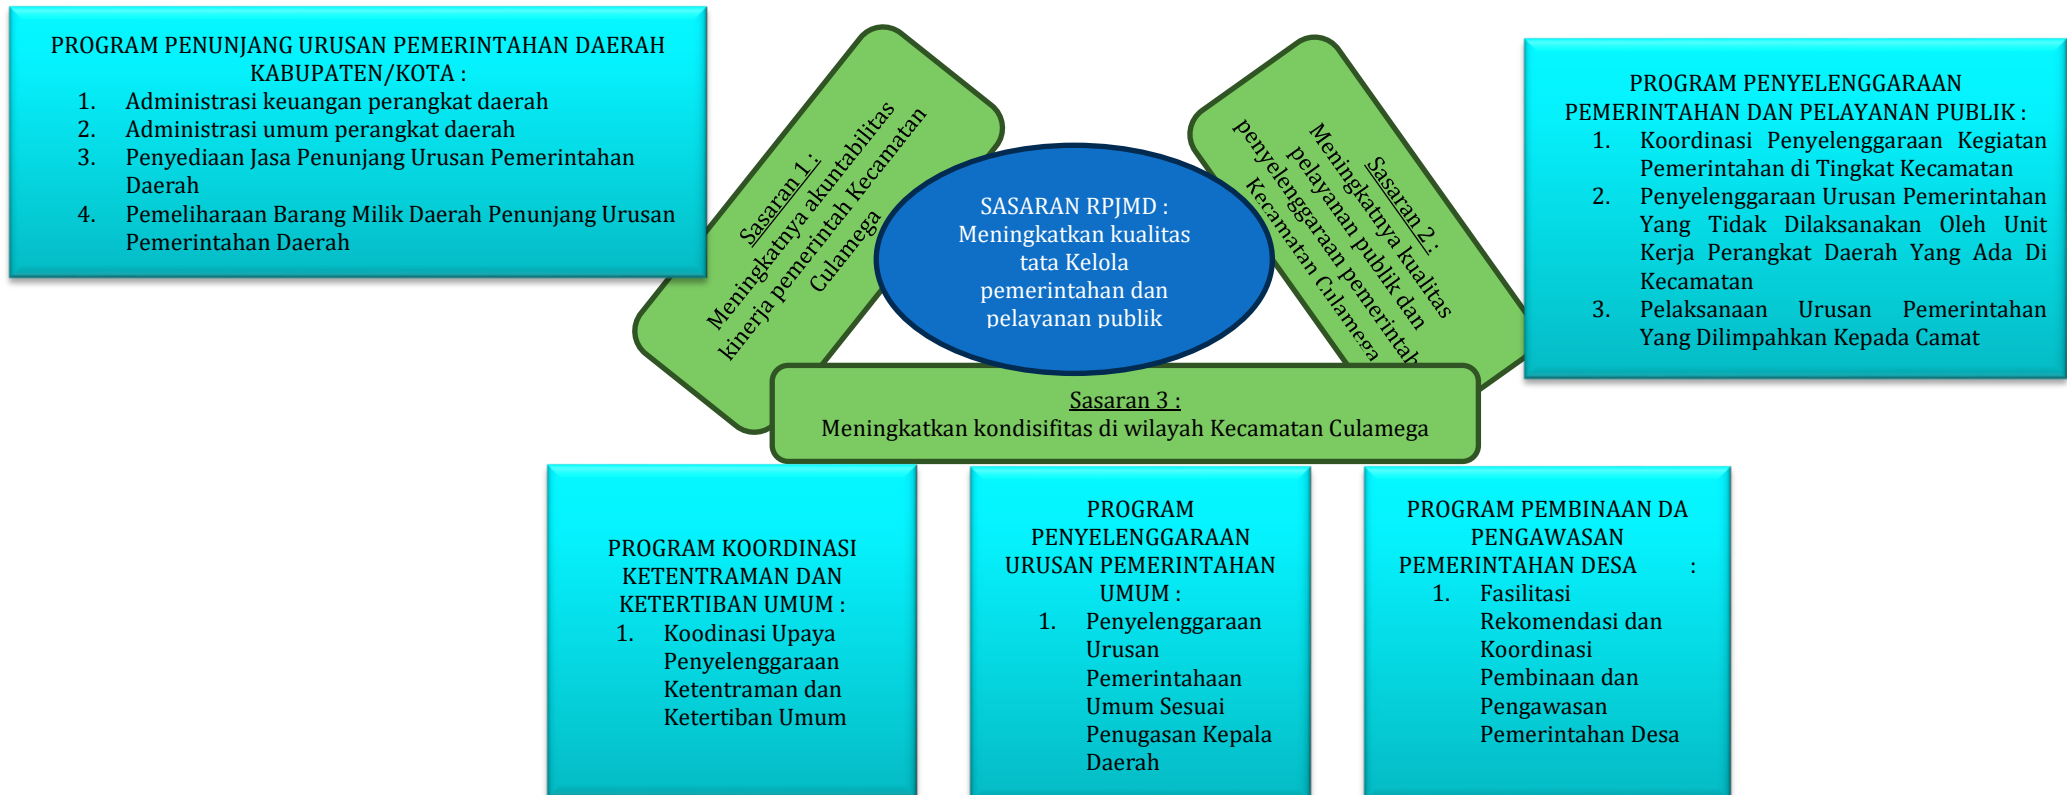 PROGRAM PENUNJANG URUSAN PEMERINTAHAN DAERAH
KABUPATEN/KOTA :
1. Administrasi keuangan perangkat daerah
2. Administrasi umum perangkat daerah
3. Penyediaan Jasa Penunjang Urusan Pemerintahan
Daerah
4. Pemeliharaan Barang Milik Daerah Penunjang Urusan
Pemerintahan Daerah
Sasaran 1 :
Meningkatnya akuntabilitas
kinerja pemerintah Kecamatan
Culamega
SASARAN RPJMD :
Meningkatkan kualitas
tata Kelola
pemerintahan dan
pelayanan publik
Sasaran 2 :
Meningkatnya kualitas
pelayanan publik dan
penyelenggaraan pemerintah
Kecamatan Culamega
PROGRAM PENYELENGGARAAN
PEMERINTAHAN DAN PELAYANAN PUBLIK :
1. Koordinasi Penyelenggaraan Kegiatan
Pemerintahan di Tingkat Kecamatan
2. Penyelenggaraan Urusan Pemerintahan
Yang Tidak Dilaksanakan Oleh Unit
Kerja Perangkat Daerah Yang Ada Di
Kecamatan
3. Pelaksanaan Urusan Pemerintahan
Yang Dilimpahkan Kepada Camat
Sasaran 3 :
Meningkatkan kondisifitas di wilayah Kecamatan Culamega
PROGRAM KOORDINASI
KETENTRAMAN DAN
KETERTIBAN UMUM :
1. Koodinasi Upaya
Penyelenggaraan
Ketentraman dan
Ketertiban Umum
PROGRAM
PENYELENGGARAAN
URUSAN PEMERINTAHAN
UMUM :
1. Penyelenggaraan
Urusan
Pemerintahaan
Umum Sesuai
Penugasan Kepala
Daerah
PROGRAM PEMBINAAN DA
PENGAWASAN
PEMERINTAHAN DESA :
1. Fasilitasi
Rekomendasi dan
Koordinasi
Pembinaan dan
Pengawasan
Pemerintahan Desa